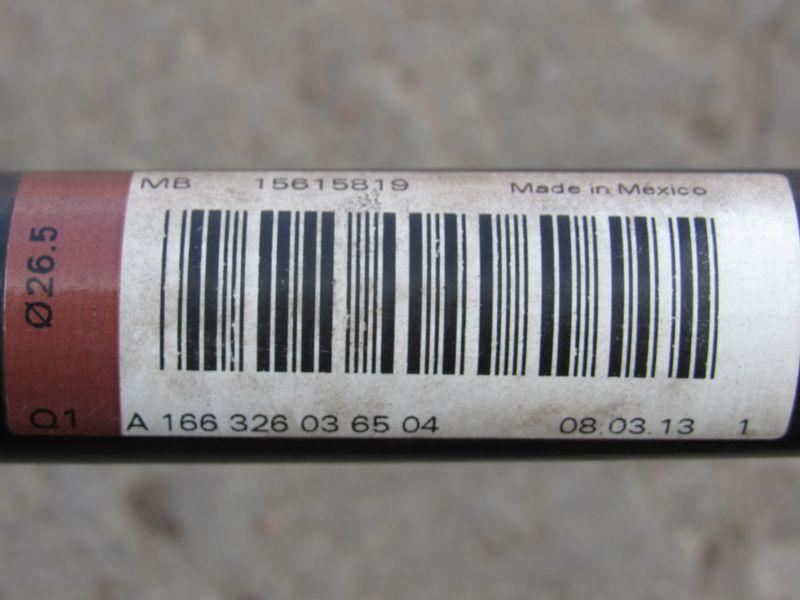 MB 15615819 Made in Mexico
Ø26.5
Q1
A 166 326 03 65 04 08.03.13 1